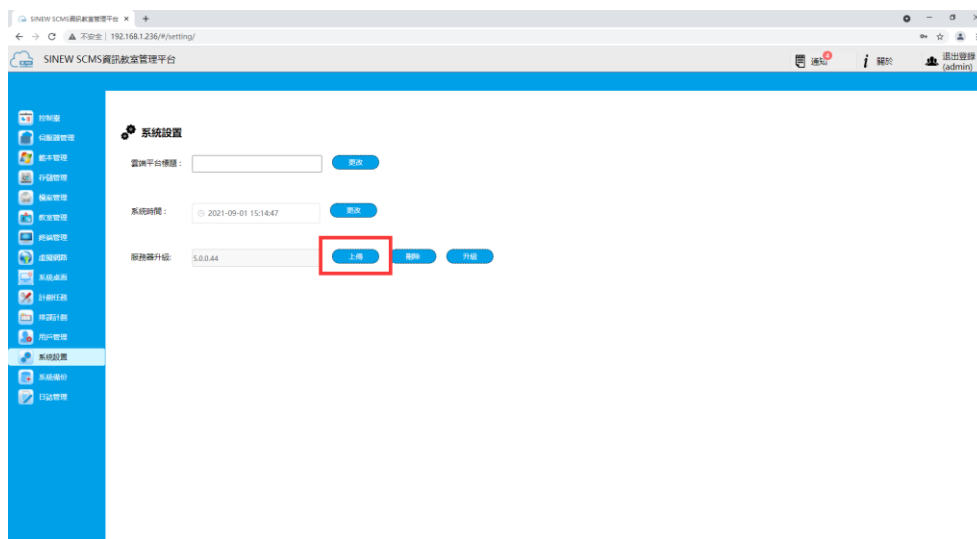 SINEW SCMS資訊教室管理平台
不安全 192.168.1.236/#/setting/
SINEW SCMS資訊教室管理平台
通知 4
關於
退出登錄
(admin)
控制臺
伺服器管理
範本管理
存儲管理
檔案管理
教室管理
終端管理
虛擬網路
系統桌面
計劃任務
排課計劃
用戶管理
系統設置
系統備份
日誌管理
系統設置
雲端平台標題：
更改
系統時間：
2021-09-01 15:14:47
更改
服務器升級:
5.0.0.44
上傳
刪除
升級